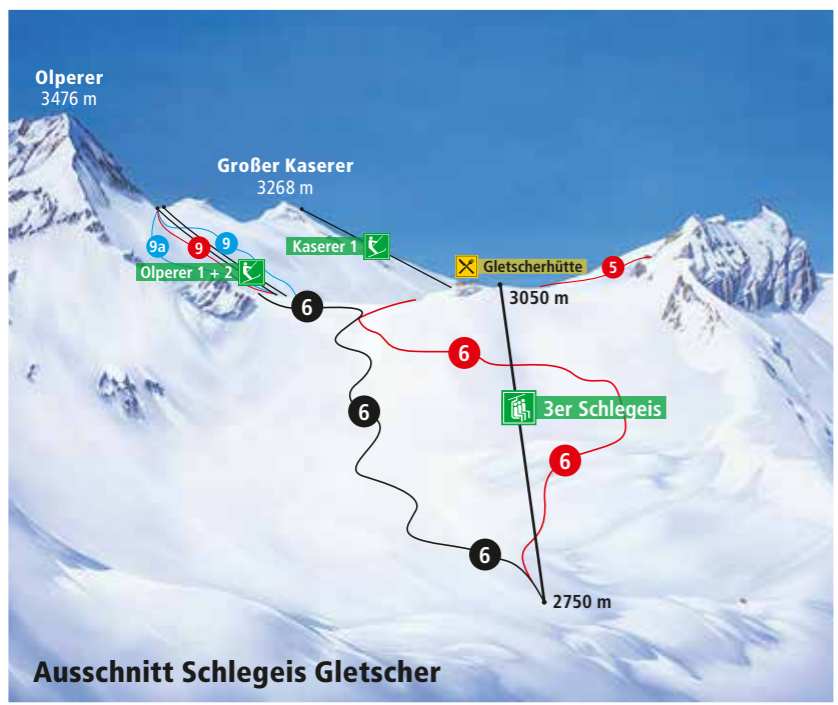 Olperer
3476 m
Großer Kaserer
3268 m
9a
9
9
Kaserer 1
Olperer 1 + 2
Gletscherhütte
5
3050 m
6
6
6
3er Schlegeis
6
6
2750 m
Ausschnitt Schlegeis Gletscher